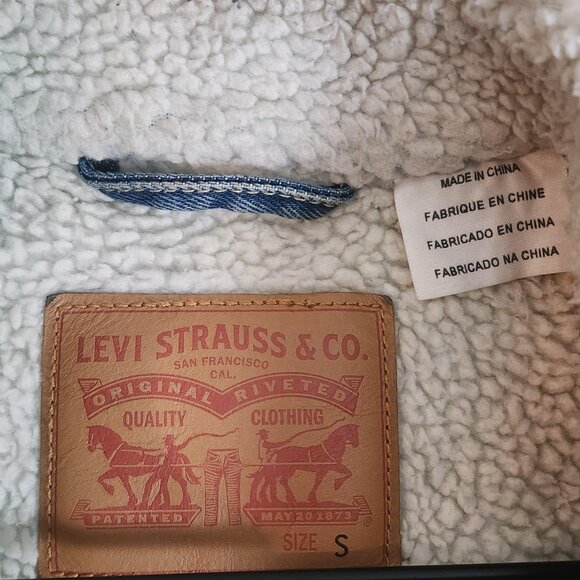 MADE IN CHINA
FABRIQUE EN CHINE
FABRICADO EN CHINA
FABRICADO NA CHINA
LEVI STRAUSS & CO.
SAN FRANCISCO
CAL.
ORIGINAL RIVETED
QUALITY CLOTHING
PATENTED MAY 20 1873
®
SIZE S